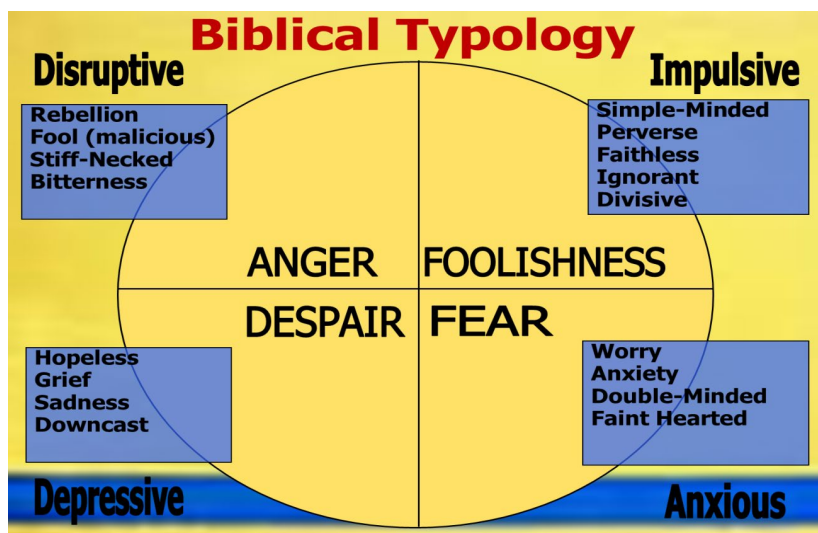 Biblical Typology
Disruptive
Rebellion
Fool (malicious)
Stiff-Necked
Bitterness
Impulsive
Simple-Minded
Perverse
Faithless
Ignorant
Divisive
ANGER
FOOLISHNESS
DESPAIR
FEAR
Hopeless
Grief
Sadness
Downcast
Depressive
Worry
Anxiety
Double-Minded
Faint Hearted
Anxious